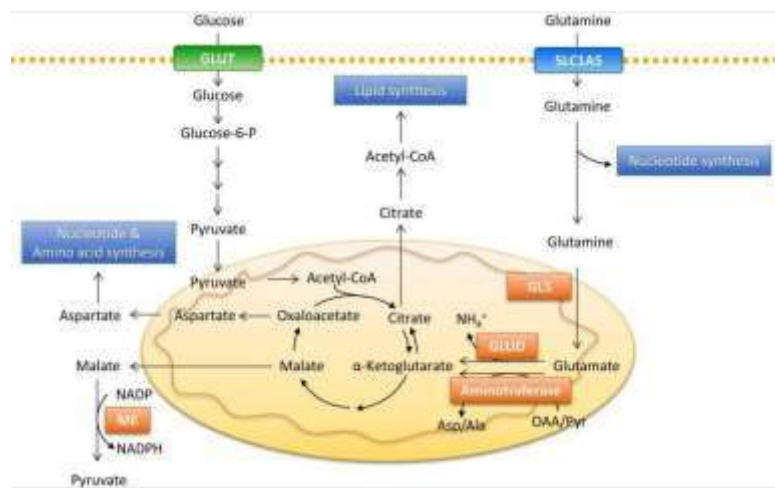 Glucose
Glutamine
GLUT
SLC1A5
Glucose
Lipid synthesis
Glutamine
Glucose-6-P
Acetyl-CoA
Nucleotide synthesis
Citrate
Pyruvate
Nucleotide &
Amino acid synthesis
Glutamine
Pyruvate
Acetyl-CoA
GLS
Aspartate
Aspartate
Oxaloacetate
Citrate
NH₄⁺
GLUD
Malate
Malate
α-Ketoglutarate
Glutamate
Aminotrasferase
NADP
ME
Asp/Ala
OAA/Pyr
NADPH
Pyruvate